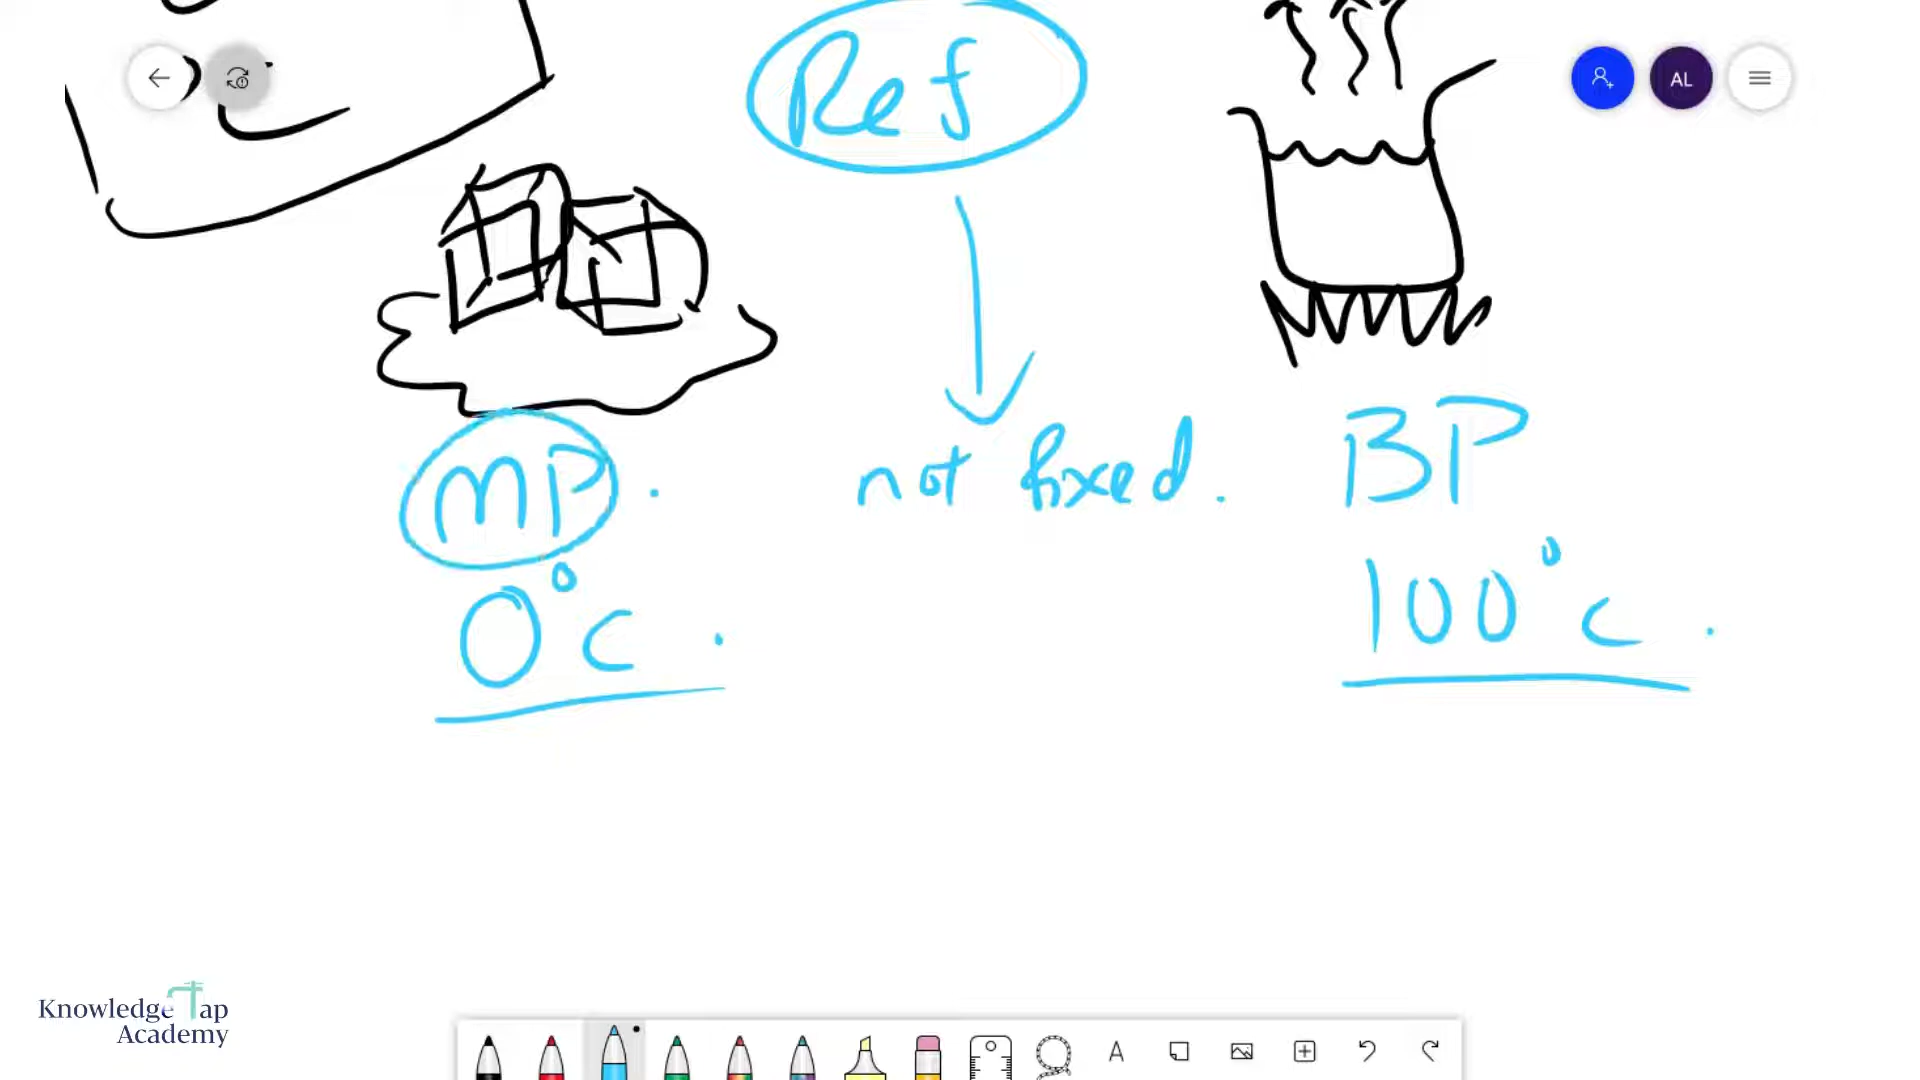 Ref
AL
MP.
not fixed.
BP
0°C.
100°C.
Knowledge Tap
Academy
A